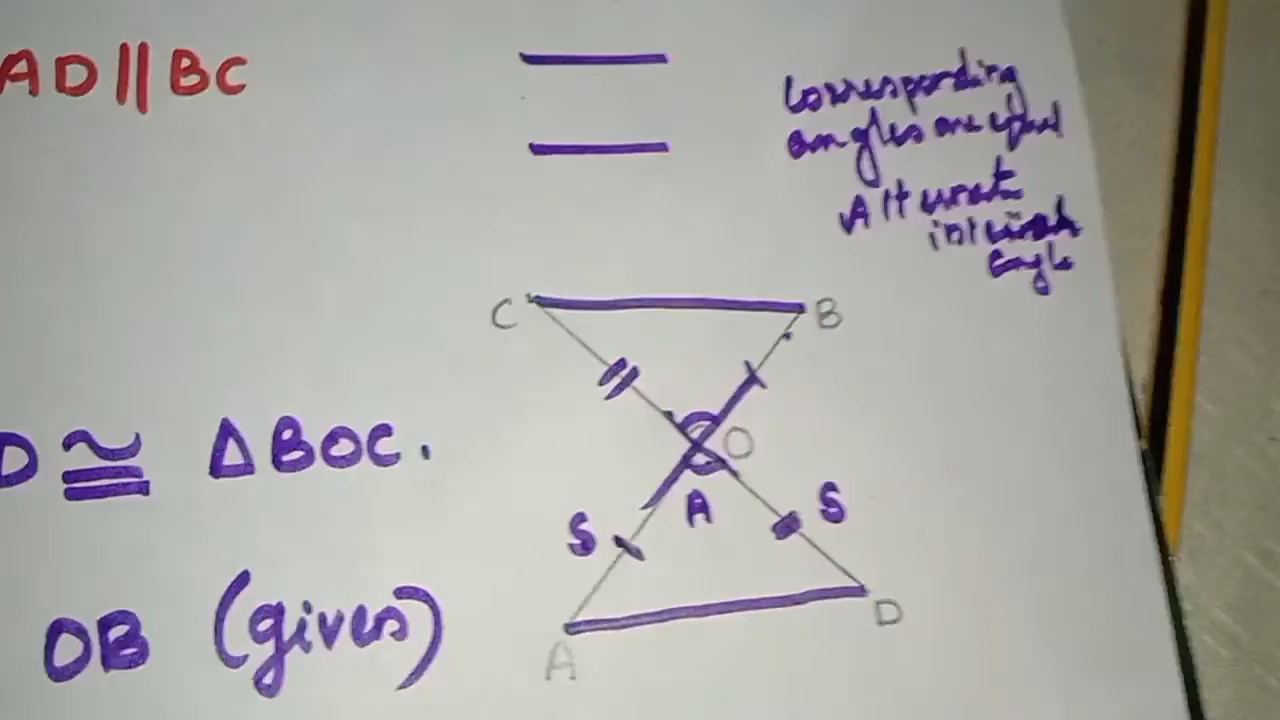 AD||BC
Corresponding
angles are equal
Alternate
interior
angle
C
B
O
D ≅ ΔBOC.
A
S
S
OB (given)
D
A